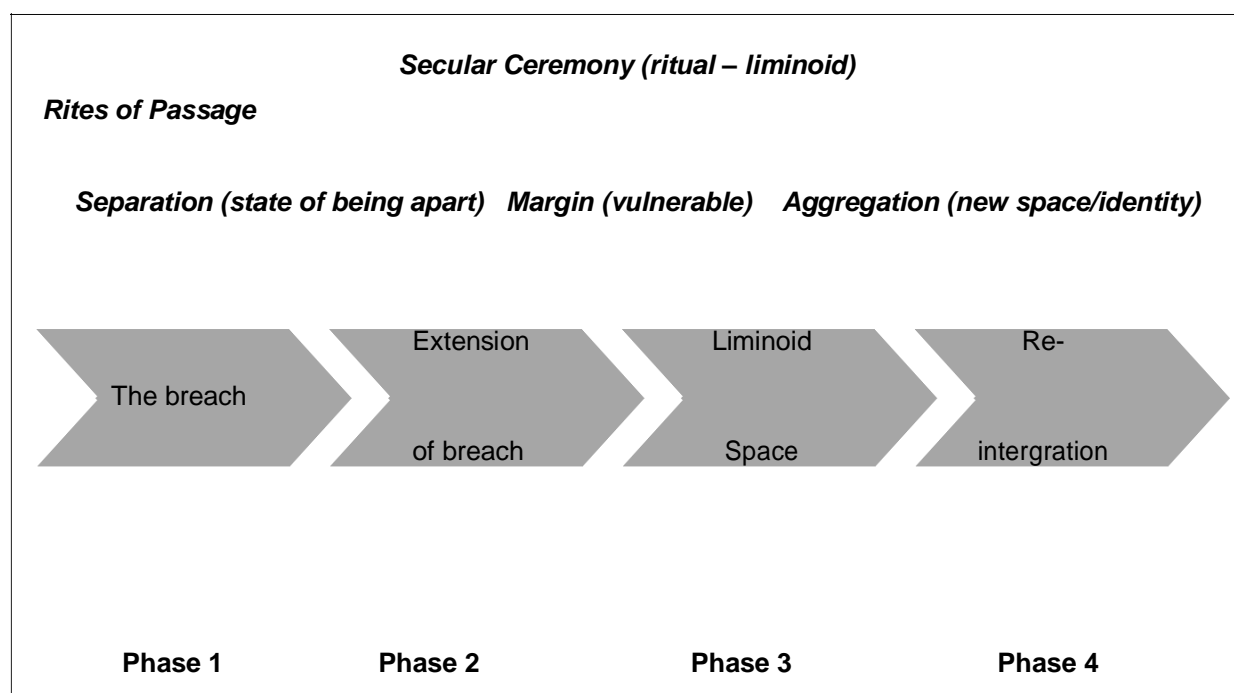 Secular Ceremony (ritual – liminoid)
Rites of Passage
Separation (state of being apart) Margin (vulnerable) Aggregation (new space/identity)
The breach
Extension
of breach
Liminoid
Space
Re-
intergration
Phase 1 Phase 2 Phase 3 Phase 4